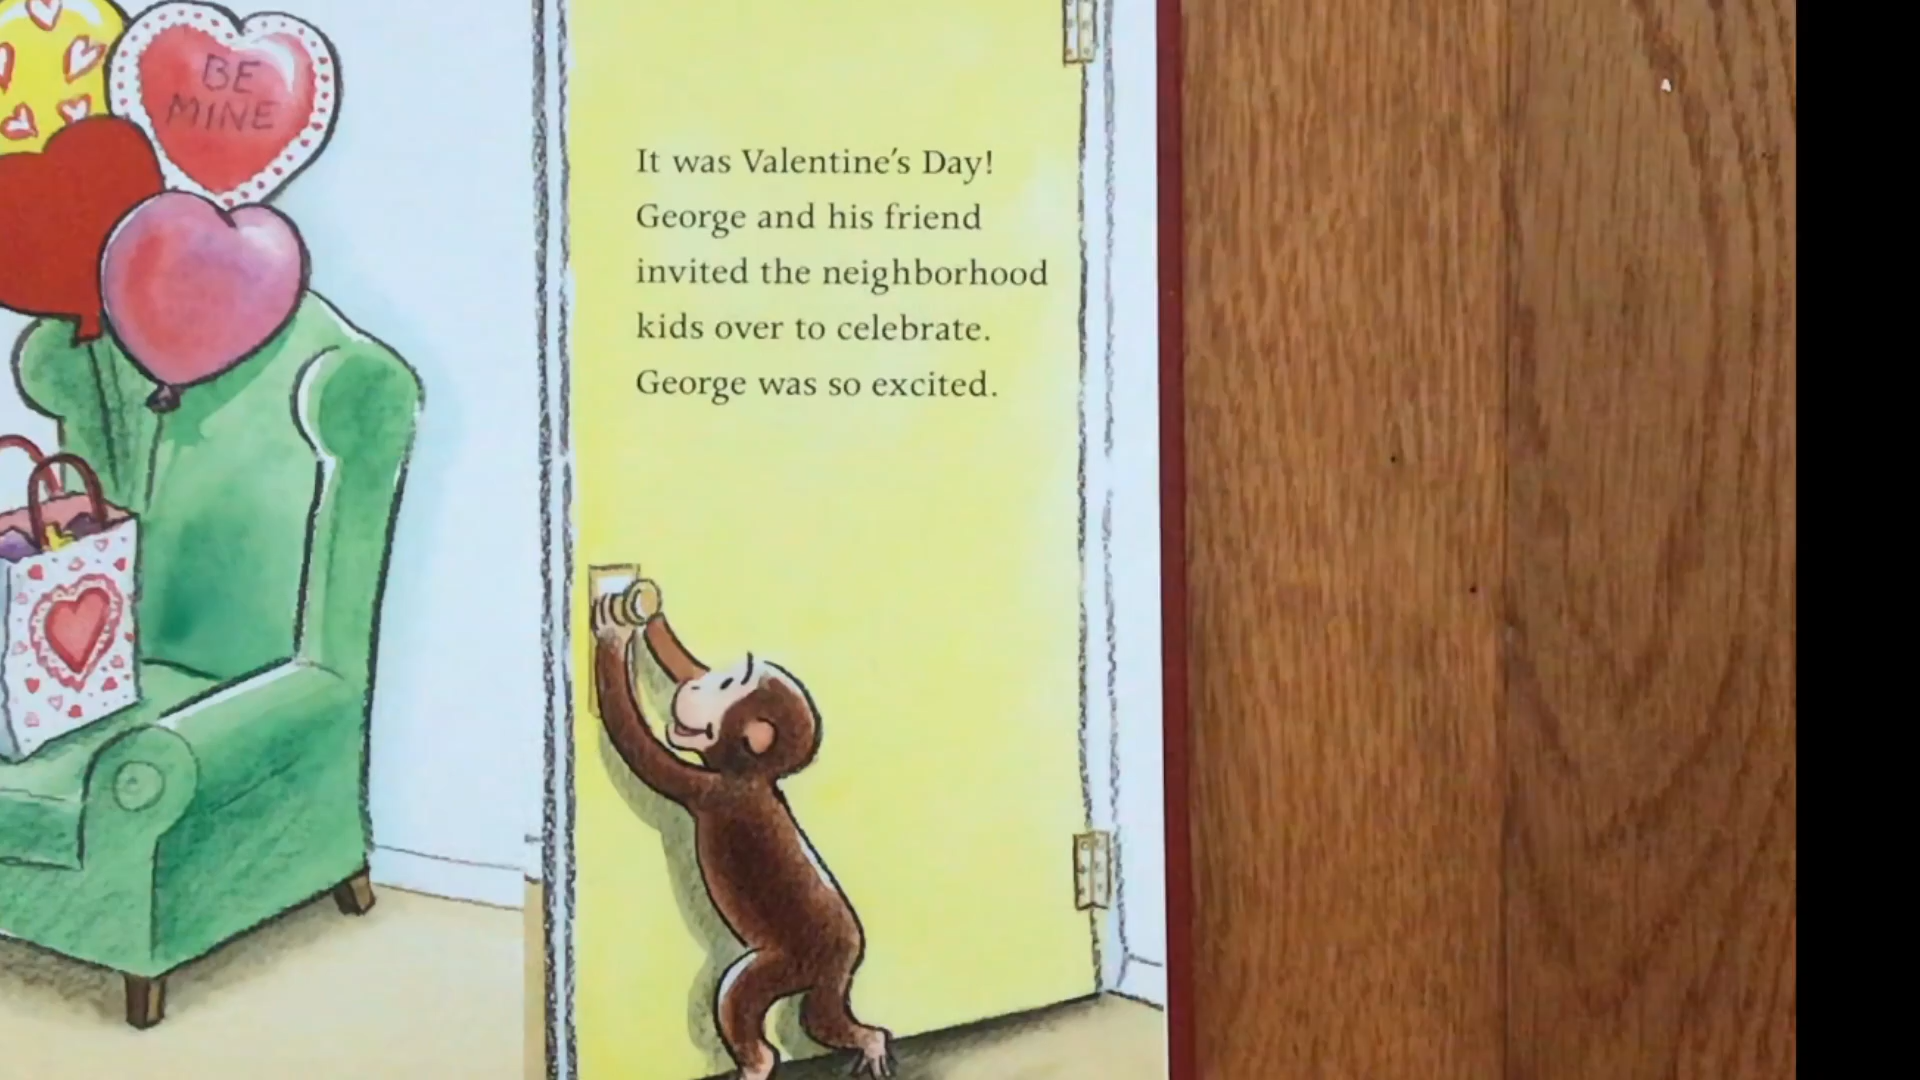 BE
MINE
It was Valentine's Day!
George and his friend
invited the neighborhood
kids over to celebrate.
George was so excited.